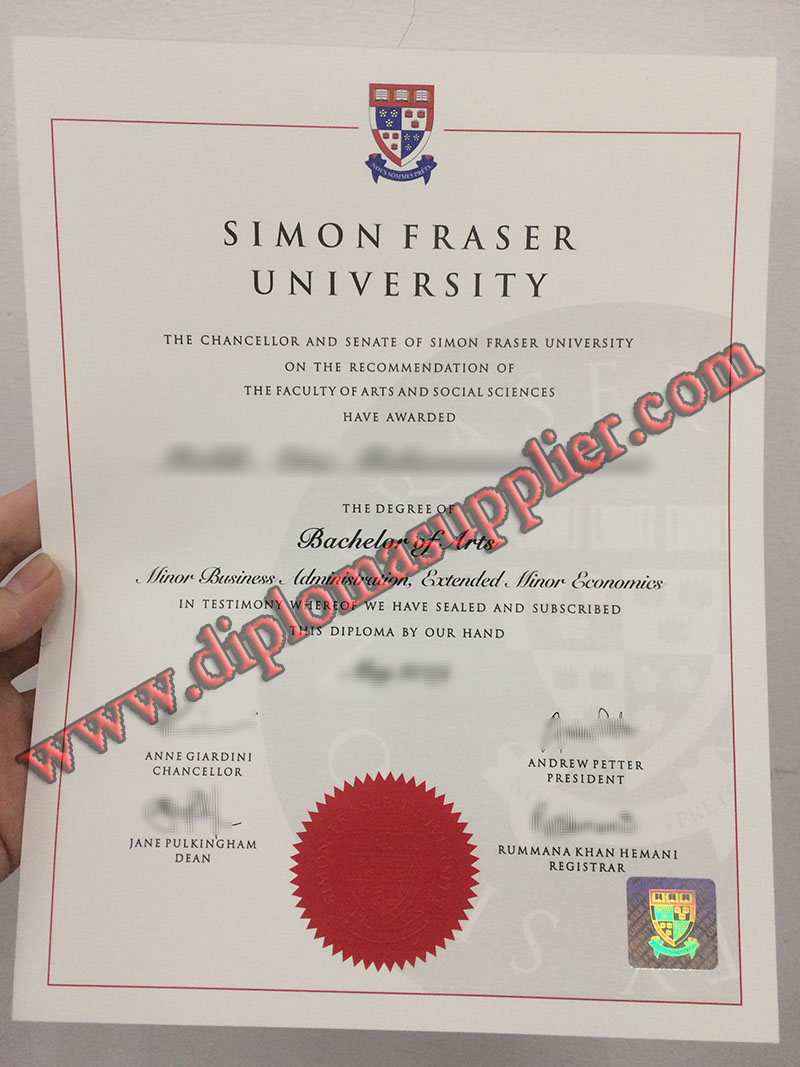 NOUS SOMMES PRÊTS
SIMON FRASER
UNIVERSITY
THE CHANCELLOR AND SENATE OF SIMON FRASER UNIVERSITY
ON THE RECOMMENDATION OF
THE FACULTY OF ARTS AND SOCIAL SCIENCES
HAVE AWARDED
THE DEGREE OF
Bachelor of Arts
Minor Business Administration, Extended Minor Economics
IN TESTIMONY WHEREOF WE HAVE SEALED AND SUBSCRIBED
THIS DIPLOMA BY OUR HAND
www.diplomasupplier.com
ANNE GIARDINI
CHANCELLOR
ANDREW PETTER
PRESIDENT
JANE PULKINGHAM
DEAN
RUMMANA KHAN HEMANI
REGISTRAR